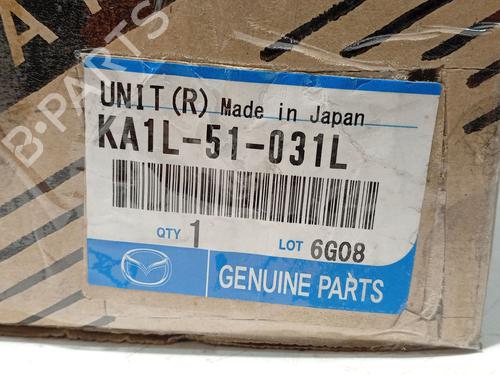 UNIT(R) Made in Japan
KA1L-51-031L
QTY 1
LOT 6G08
GENUINE PARTS
B-PARTS